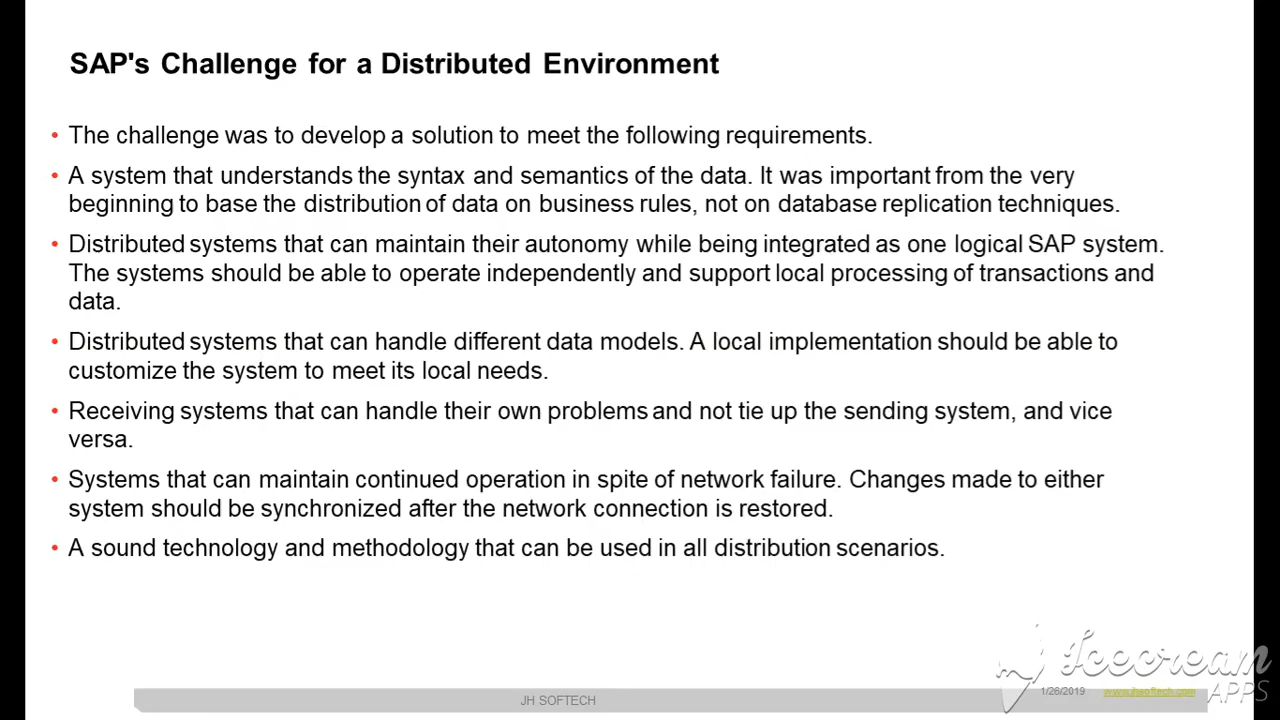 SAP's Challenge for a Distributed Environment
• The challenge was to develop a solution to meet the following requirements.
• A system that understands the syntax and semantics of the data. It was important from the very
beginning to base the distribution of data on business rules, not on database replication techniques.
• Distributed systems that can maintain their autonomy while being integrated as one logical SAP system.
The systems should be able to operate independently and support local processing of transactions and
data.
• Distributed systems that can handle different data models. A local implementation should be able to
customize the system to meet its local needs.
• Receiving systems that can handle their own problems and not tie up the sending system, and vice
versa.
• Systems that can maintain continued operation in spite of network failure. Changes made to either
system should be synchronized after the network connection is restored.
• A sound technology and methodology that can be used in all distribution scenarios.
JH SOFTECH
1/26/2019
www.jhsoftech.com
Icecream
APPS